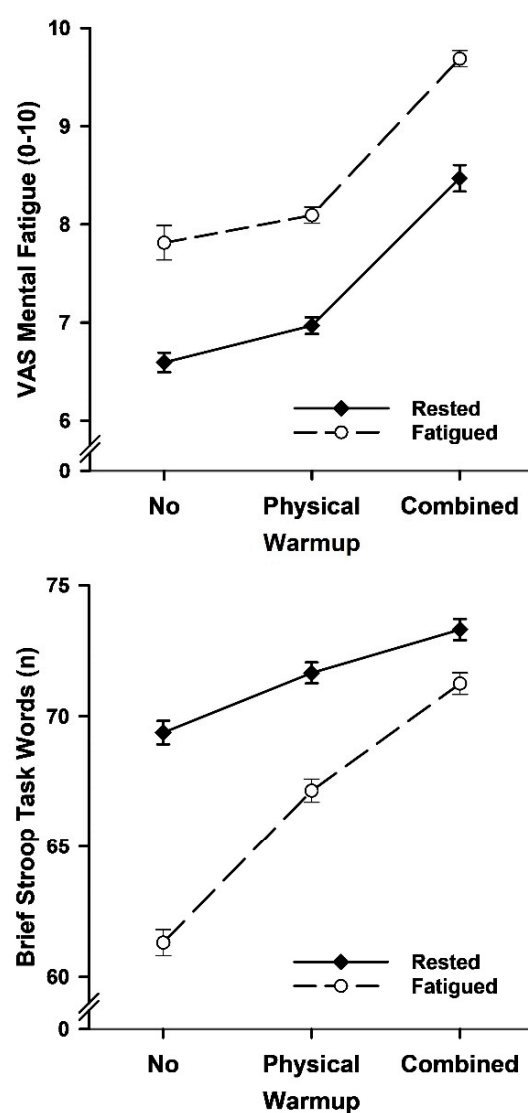 10
9
8
7
6
0
VAS Mental Fatigue (0-10)
Rested
Fatigued
No Physical Combined
Warmup
75
70
65
60
0
Brief Stroop Task Words (n)
Rested
Fatigued
No Physical Combined
Warmup